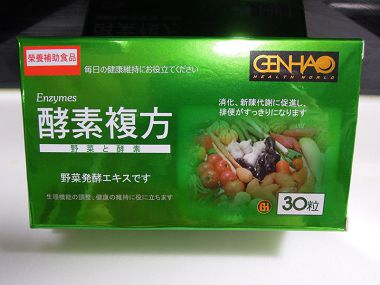 栄養補助食品
毎日の健康維持にお役立てください
GENHAO
HEALTH WORLD
Enzymes
酵素複方
野菜と酵素
消化、新陳代謝に促進し、
排便がすっきりになります
野菜発酵エキスです
生理機能の調整、健康の維持に役に立ちます
30粒